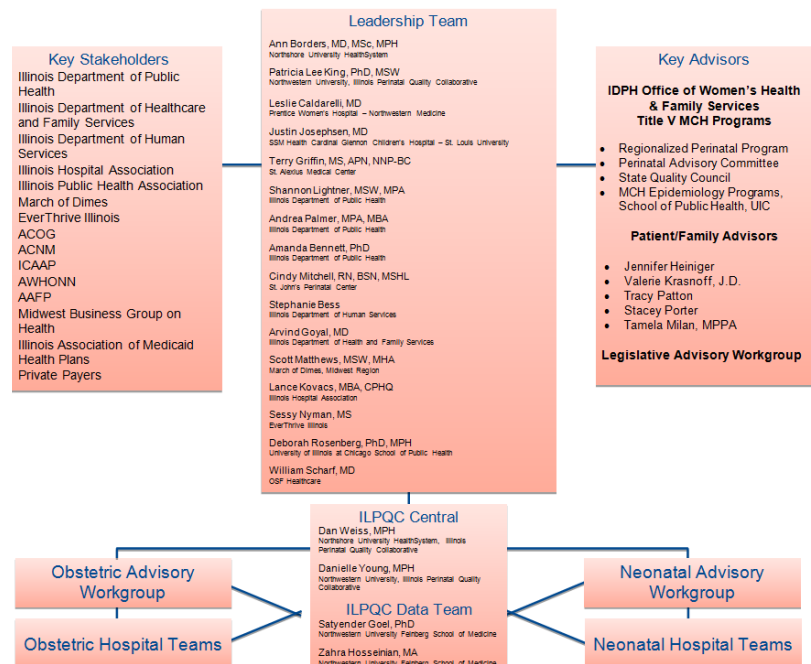 Leadership Team
Ann Borders, MD, MSc, MPH
Northshore University HealthSystem
Patricia Lee King, PhD, MSW
Northwestern University, Illinois Perinatal Quality Collaborative
Leslie Caldarelli, MD
Prentice Women's Hospital – Northwestern Medicine
Justin Josephsen, MD
SSM Health Cardinal Glennon Children's Hospital – St. Louis University
Terry Griffin, MS, APN, NNP-BC
St. Alexius Medical Center
Shannon Lightner, MSW, MPA
Illinois Department of Public Health
Andrea Palmer, MPA, MBA
Illinois Department of Public Health
Amanda Bennett, PhD
Illinois Department of Public Health
Cindy Mitchell, RN, BSN, MSHL
St. John's Perinatal Center
Stephanie Bess
Illinois Department of Human Services
Arvind Goyal, MD
Illinois Department of Health and Family Services
Scott Matthews, MSW, MHA
March of Dimes, Midwest Region
Lance Kovacs, MBA, CPHQ
Illinois Hospital Association
Sessy Nyman, MS
EverThrive Illinois
Deborah Rosenberg, PhD, MPH
University of Illinois at Chicago School of Public Health
William Scharf, MD
OSF Healthcare
Key Stakeholders
Illinois Department of Public
Health
Illinois Department of Healthcare
and Family Services
Illinois Department of Human
Services
Illinois Hospital Association
Illinois Public Health Association
March of Dimes
EverThrive Illinois
ACOG
ACNM
ICAAP
AWHONN
AAFP
Midwest Business Group on
Health
Illinois Association of Medicaid
Health Plans
Private Payers
Key Advisors
IDPH Office of Women's Health
& Family Services
Title V MCH Programs
• Regionalized Perinatal Program
• Perinatal Advisory Committee
• State Quality Council
• MCH Epidemiology Programs,
School of Public Health, UIC
Patient/Family Advisors
• Jennifer Heiniger
• Valerie Krasnoff, J.D.
• Tracy Patton
• Stacey Porter
• Tamela Milan, MPPA
Legislative Advisory Workgroup
ILPQC Central
Dan Weiss, MPH
Northshore University HealthSystem, Illinois
Perinatal Quality Collaborative
Danielle Young, MPH
Northwestern University, Illinois Perinatal Quality
Collaborative
ILPQC Data Team
Satyender Goel, PhD
Northwestern University Feinberg School of Medicine
Zahra Hosseinian, MA
Northwestern University Feinberg School of Medicine
Obstetric Advisory
Workgroup
Obstetric Hospital Teams
Neonatal Advisory
Workgroup
Neonatal Hospital Teams